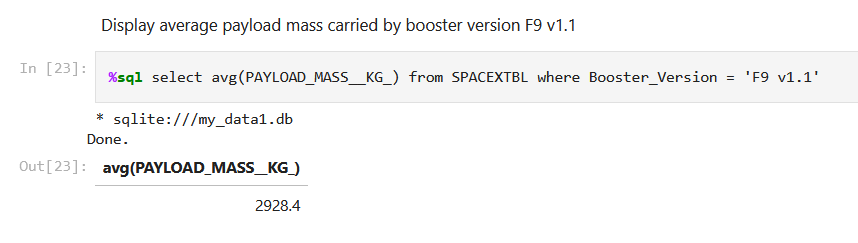 Display average payload mass carried by booster version F9 v1.1
In [23]:
%sql select avg(PAYLOAD_MASS__KG_) from SPACEXTBL where Booster_Version = 'F9 v1.1'
* sqlite:///my_data1.db
Done.
Out[23]:
avg(PAYLOAD_MASS__KG_)
2928.4